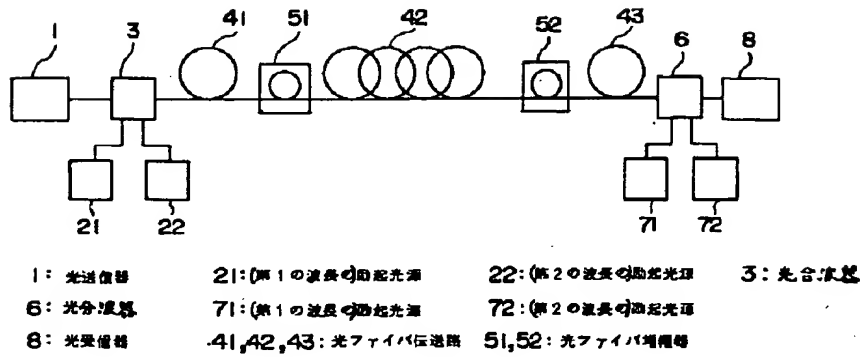 1 3 41 51 42 52 43 6 8
21 22 71 72
1: 光送信器 21:(第1の波長の)励起光源 22:(第2の波長の)励起光源 3: 光合波器
6: 光分波器 71:(第1の波長の)励起光源 72:(第2の波長の)励起光源
8: 光受信器 41,42,43: 光ファイバ伝送路 51,52: 光ファイバ増幅器